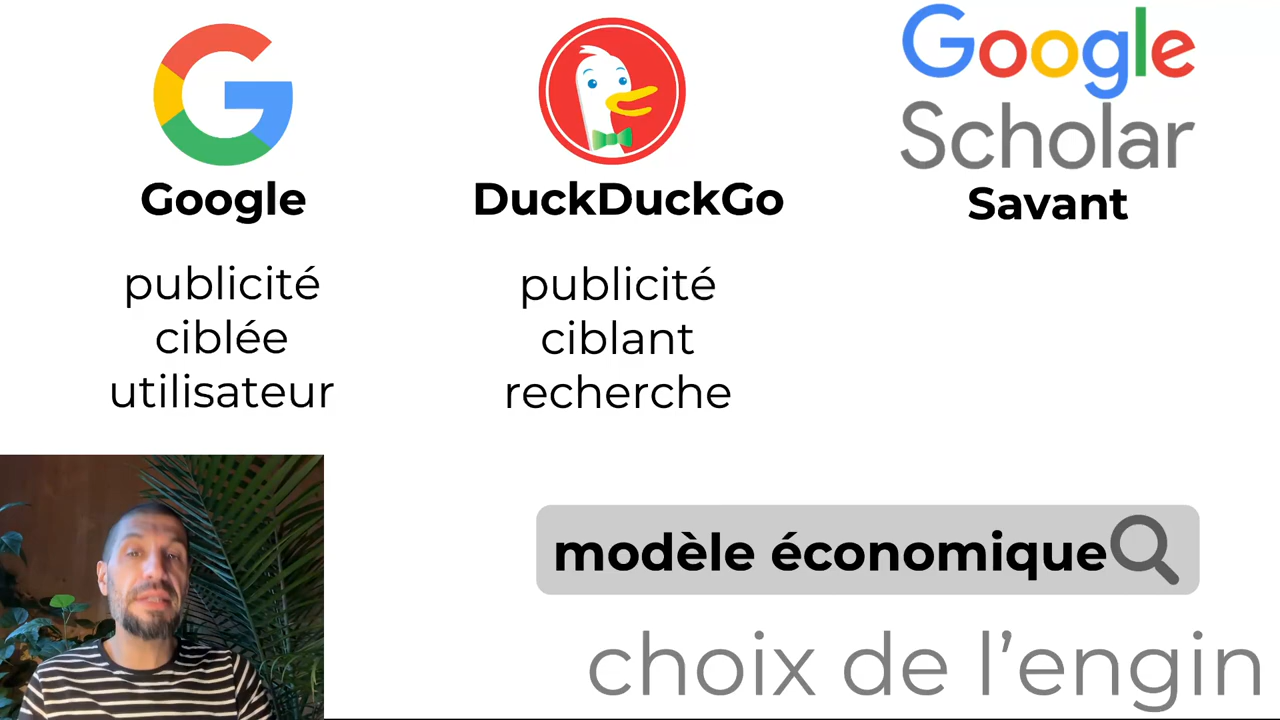 Google
DuckDuckGo
Google
Scholar
Savant
publicité
ciblée
utilisateur
publicité
ciblant
recherche
modèle économique
choix de l’engin